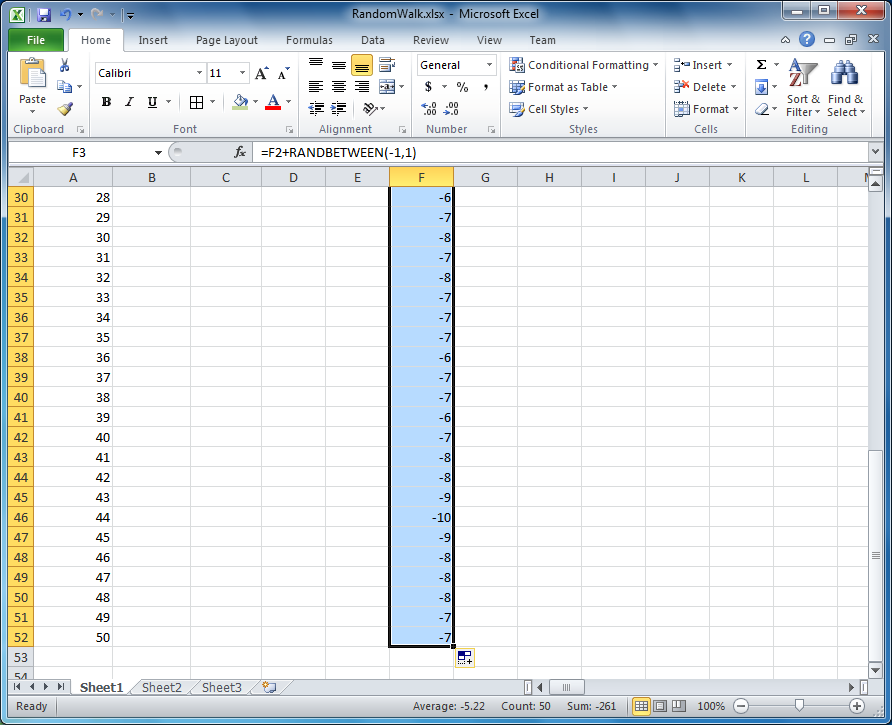 RandomWalk.xlsx - Microsoft Excel
File Home Insert Page Layout Formulas Data Review View Team
Calibri 11 General Conditional Formatting Insert Σ
Paste B I U A A A $ % , Format as Table Delete Sort & Find &
.00 .0 Cell Styles Format Filter Select
Clipboard Font Alignment Number Styles Cells Editing
F3 fx =F2+RANDBETWEEN(-1,1)
A B C D E F G H I J K L M
30 28 -6
31 29 -7
32 30 -8
33 31 -7
34 32 -8
35 33 -7
36 34 -7
37 35 -7
38 36 -6
39 37 -7
40 38 -7
41 39 -6
42 40 -7
43 41 -8
44 42 -8
45 43 -9
46 44 -10
47 45 -9
48 46 -8
49 47 -8
50 48 -8
51 49 -7
52 50 -7
53
54
Sheet1 Sheet2 Sheet3
Ready Average: -5.22 Count: 50 Sum: -261 100%